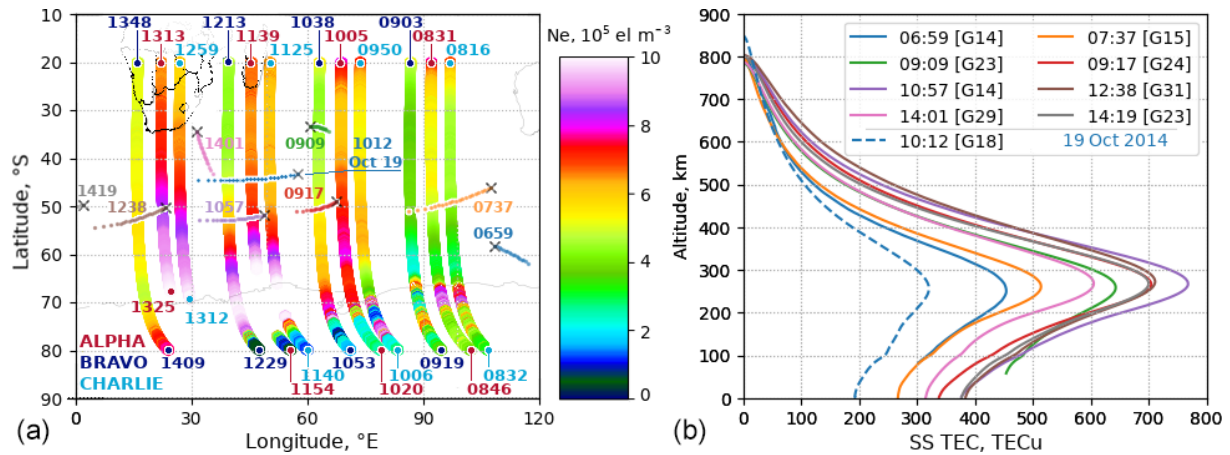 10
20
30
40
50
60
70
80
90
Latitude, °S
0
30
60
90
120
Longitude, °E
(a)
1348
1313
1259
1213
1139
1125
1038
1005
0950
0903
0831
0816
1401
0909
1012
Oct 19
1419
1238
1057
0917
0737
0659
1325
1312
ALPHA
BRAVO
CHARLIE
1409
1229
1154
1140
1053
1020
1006
0919
0846
0832
Ne, 10⁵ el m⁻³
10
8
6
4
2
0
900
800
700
600
500
400
300
200
100
0
Altitude, km
0 100 200 300 400 500 600 700 800
SS TEC, TECu
(b)
06:59 [G14]
09:09 [G23]
10:57 [G14]
14:01 [G29]
10:12 [G18]
07:37 [G15]
09:17 [G24]
12:38 [G31]
14:19 [G23]
19 Oct 2014